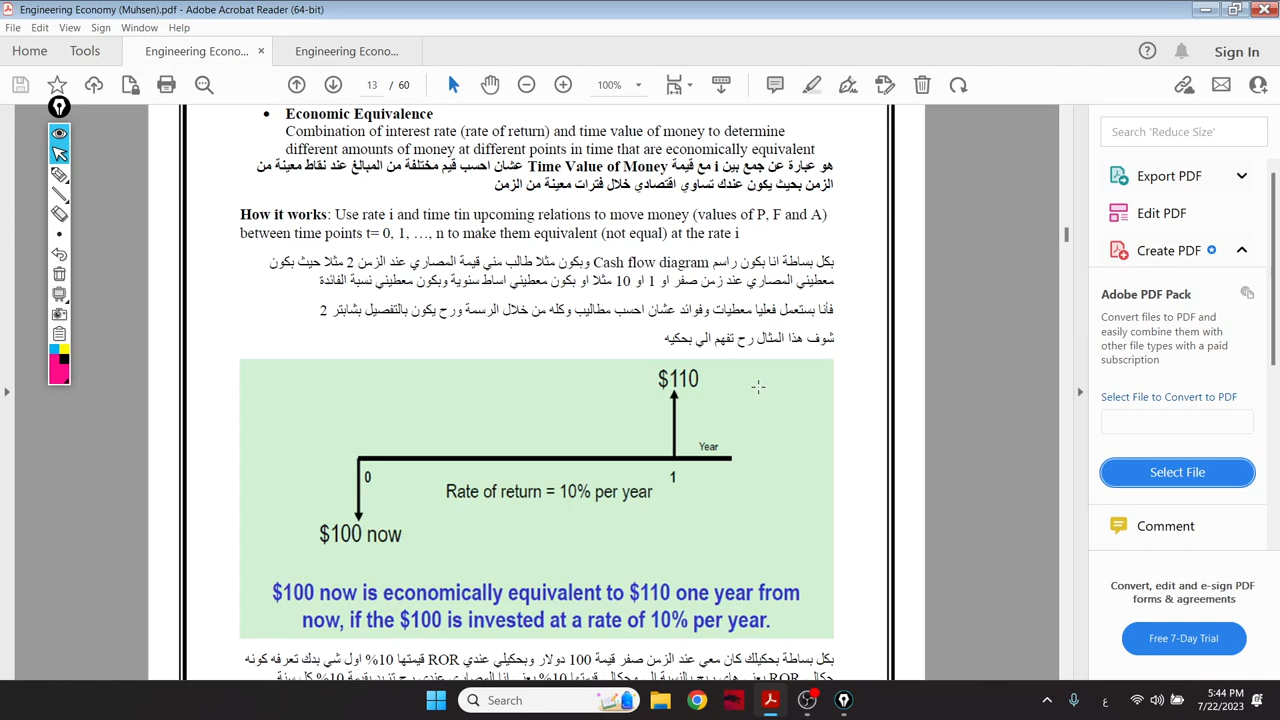 Engineering Economy (Muhsen).pdf - Adobe Acrobat Reader (64-bit)
File Edit View Sign Window Help
Home Tools Engineering Econo... × Engineering Econo... Sign In
13 / 60 100%
• Economic Equivalence
Combination of interest rate (rate of return) and time value of money to determine
different amounts of money at different points in time that are economically equivalent
هو عبارة عن جمع بين i مع قيمة Time Value of Money عشان احسب قيم مختلفة من المبالغ عند نقاط معينة من
الزمن بحيث يكون عندك تساوي اقتصادي خلال فترات معينة من الزمن
How it works: Use rate i and time tin upcoming relations to move money (values of P, F and A)
between time points t= 0, 1, …, n to make them equivalent (not equal) at the rate i
بكل بساطة انا بكون راسم Cash flow diagram وبكون مثلا طالب مني قيمة المصاري عند الزمن 2 مثلا حيث بكون
معطيني المصاري عند زمن صفر او 1 او 10 مثلا او بكون معطيني اساط سنوية وبكون معطيني نسبة الفائدة
فأنا بستعمل فعليا معطيات وفوائد عشان احسب مطاليب وكله من خلال الرسمة ورح يكون بالتفصيل بشابتر 2
شوف هذا المثال رح تفهم الي بحكيه
$110
Year
0 1
Rate of return = 10% per year
$100 now
$100 now is economically equivalent to $110 one year from
now, if the $100 is invested at a rate of 10% per year.
بكل بساطة بحكيلك كان معي عند الزمن صفر قيمة 100 دولار وبحكيلي عندي ROR قيمتها 10% اول شي بدك تعرفه كونه
Search 'Reduce Size'
Export PDF
Edit PDF
Create PDF
Adobe PDF Pack
Convert files to PDF and
easily combine them with
other file types with a paid
subscription
Select File to Convert to PDF
Select File
Comment
Convert, edit and e-sign PDF
forms & agreements
Free 7-Day Trial
Search
ع
5:44 PM
7/22/2023